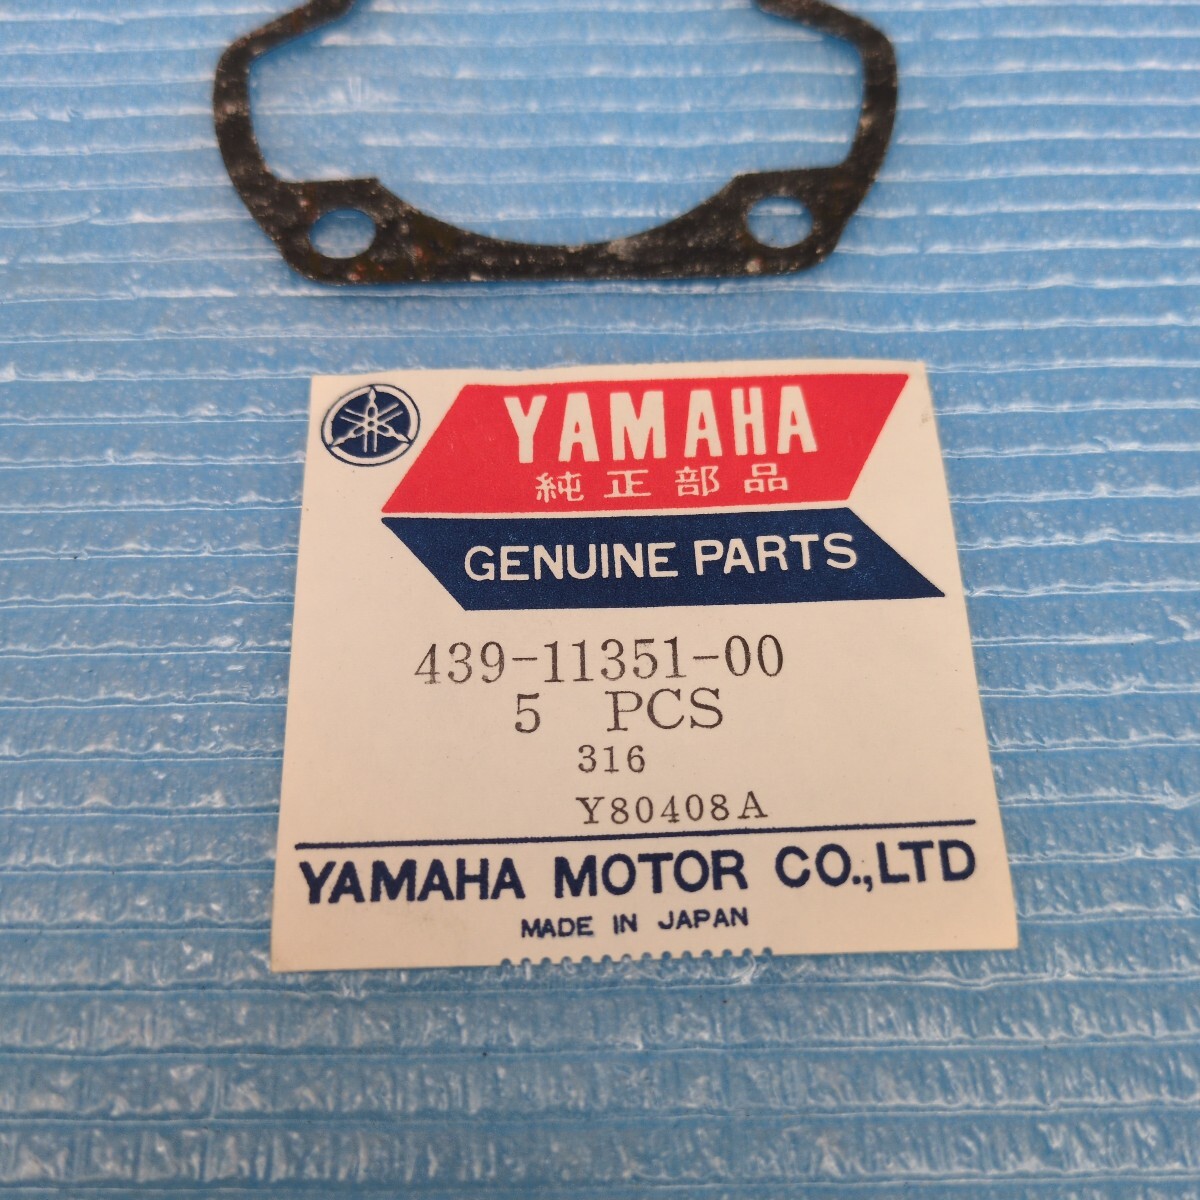 YAMAHA
純正部品
GENUINE PARTS
439-11351-00
5 PCS
316
Y80408A
YAMAHA MOTOR CO.,LTD
MADE IN JAPAN